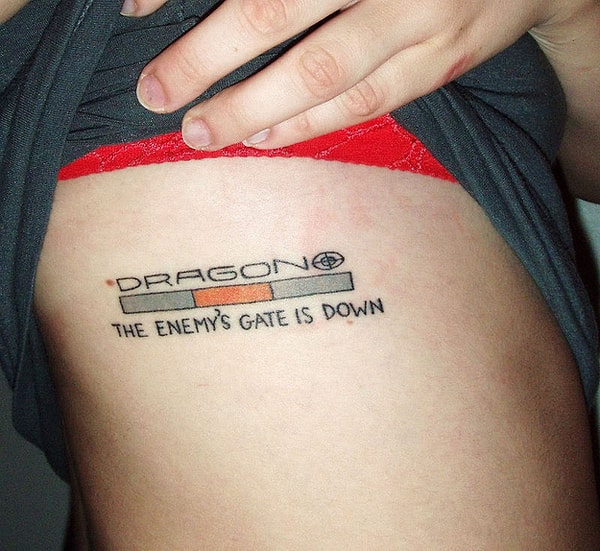 DRAGON
THE ENEMY'S GATE IS DOWN